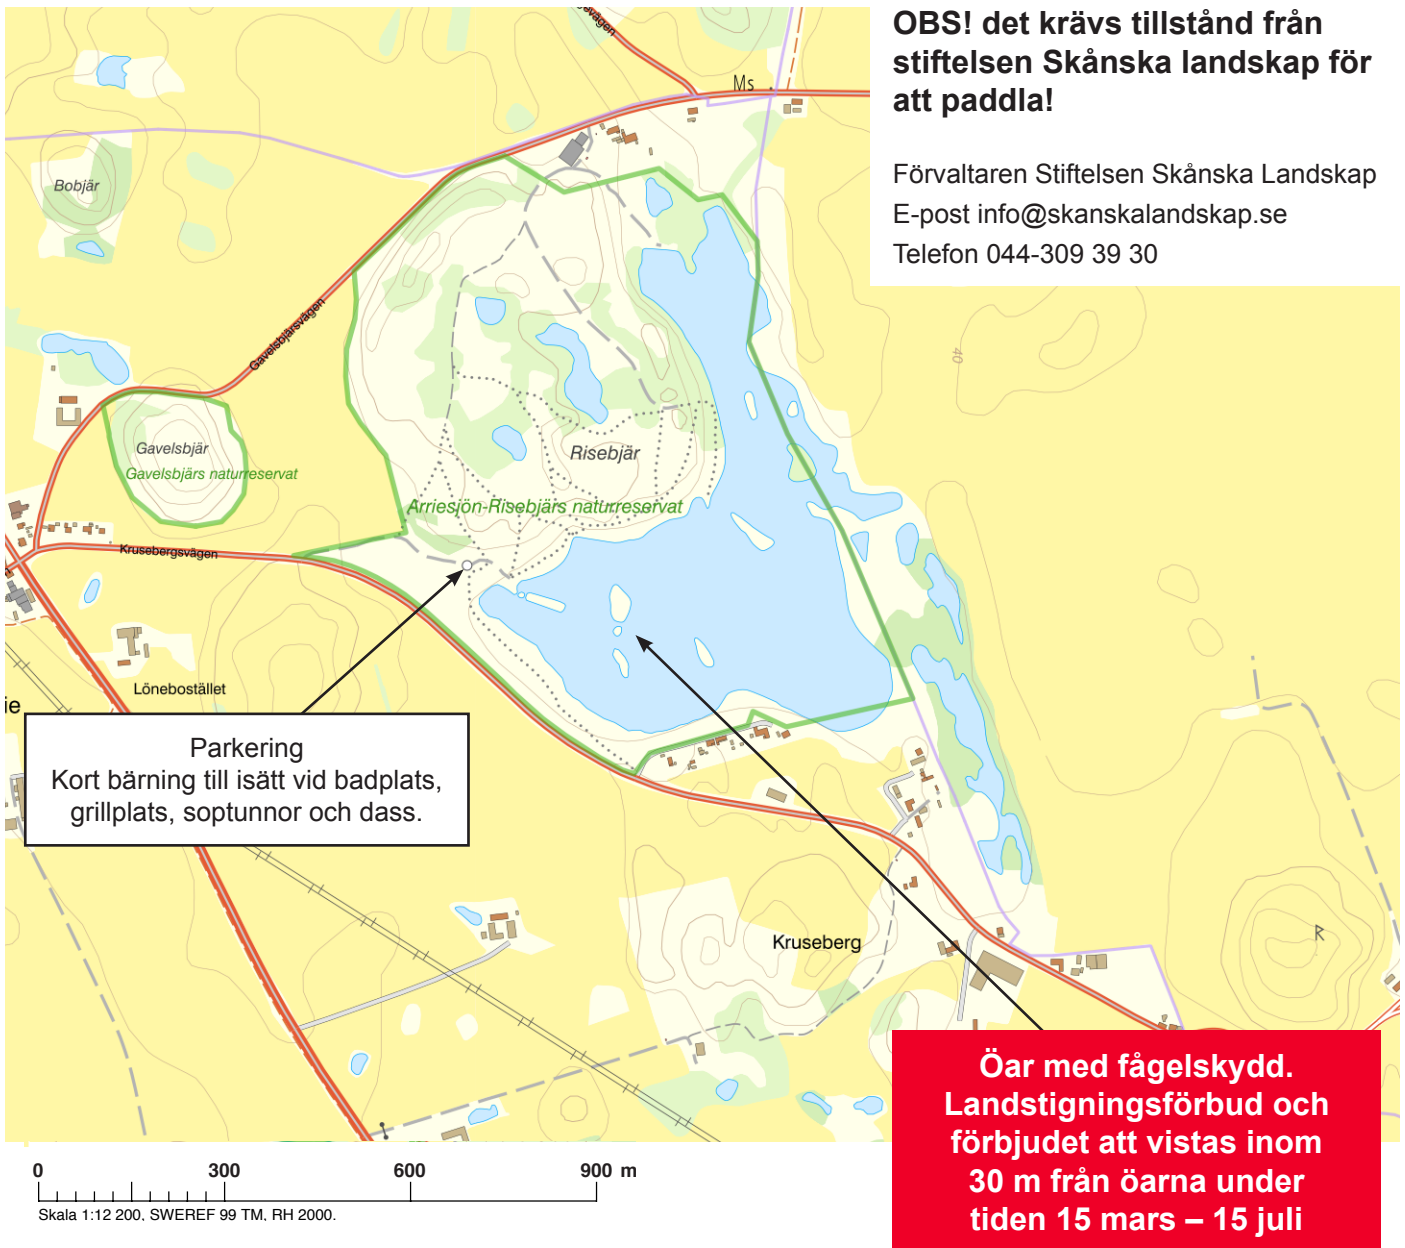 OBS! det krävs tillstånd från
stiftelsen Skånska landskap för
att paddla!
Förvaltaren Stiftelsen Skånska Landskap
E-post info@skanskalandskap.se
Telefon 044-309 39 30
Ms
Bobjär
Gavelsbjärsvägen
40
Gavelsbjär
Gavelsbjärs naturreservat
Risebjär
Arriesjön-Risebjärs naturreservat
Krusebergsvägen
Lönebostället
ie
Parkering
Kort bärning till isätt vid badplats,
grillplats, soptunnor och dass.
Kruseberg
R
Öar med fågelskydd.
Landstigningsförbud och
förbjudet att vistas inom
30 m från öarna under
tiden 15 mars – 15 juli
0 300 600 900 m
Skala 1:12 200, SWEREF 99 TM, RH 2000.